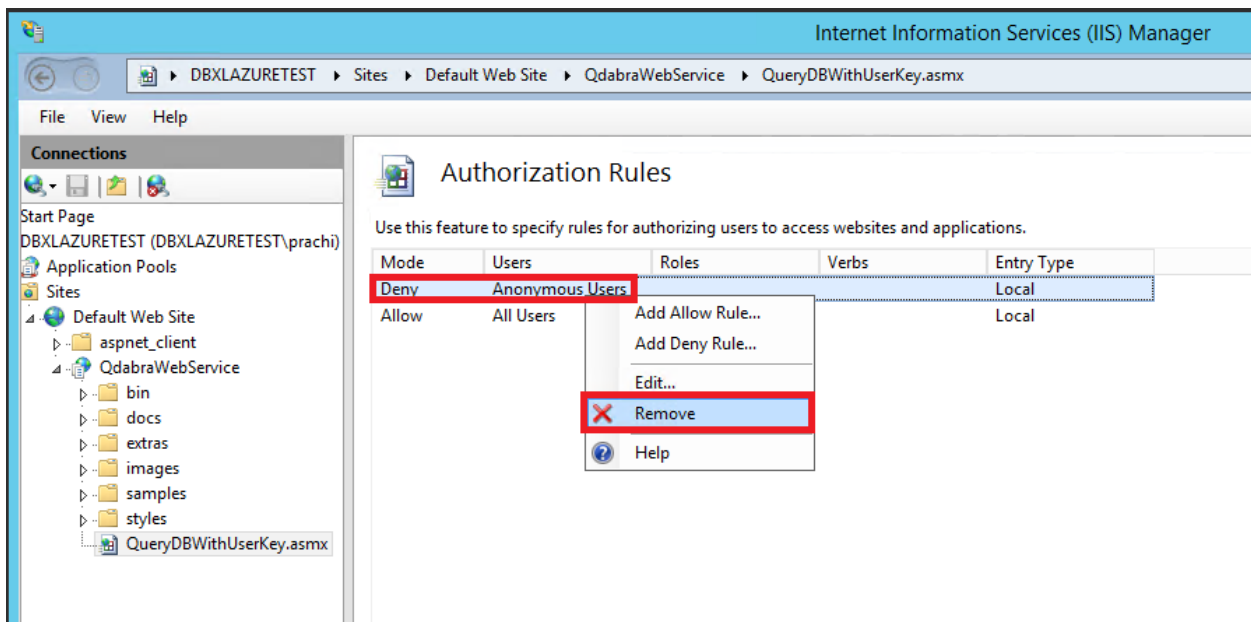 Internet Information Services (IIS) Manager
DBXLAZURETEST Sites Default Web Site QdabraWebService QueryDBWithUserKey.asmx
File View Help
Connections
Start Page
DBXLAZURETEST (DBXLAZURETEST\prachi)
Application Pools
Sites
Default Web Site
aspnet_client
QdabraWebService
bin
docs
extras
images
samples
styles
QueryDBWithUserKey.asmx
Authorization Rules
Use this feature to specify rules for authorizing users to access websites and applications.
Mode Users Roles Verbs Entry Type
Deny Anonymous Users Local
Allow All Users Local
Add Allow Rule...
Add Deny Rule...
Edit...
Remove
Help